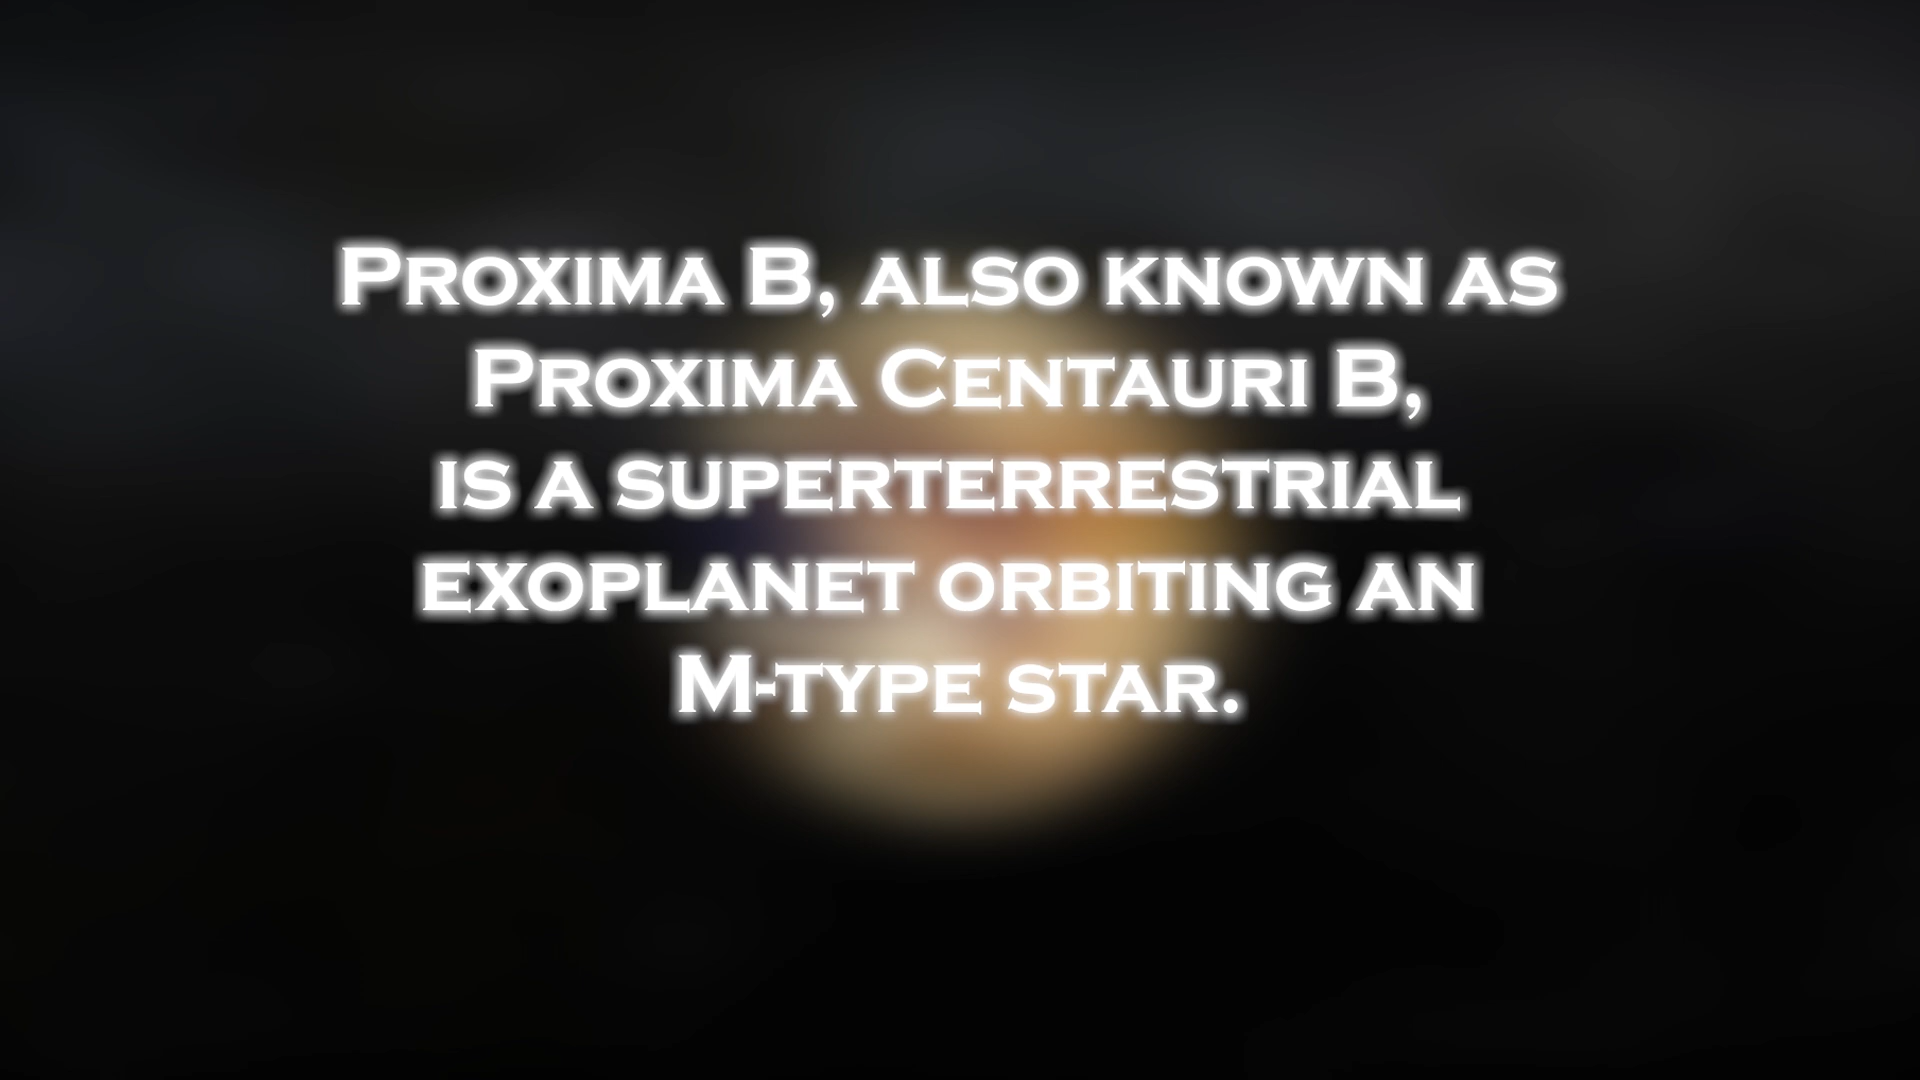 Proxima B, also known as
Proxima Centauri B,
is a superterrestrial
exoplanet orbiting an
M-type star.